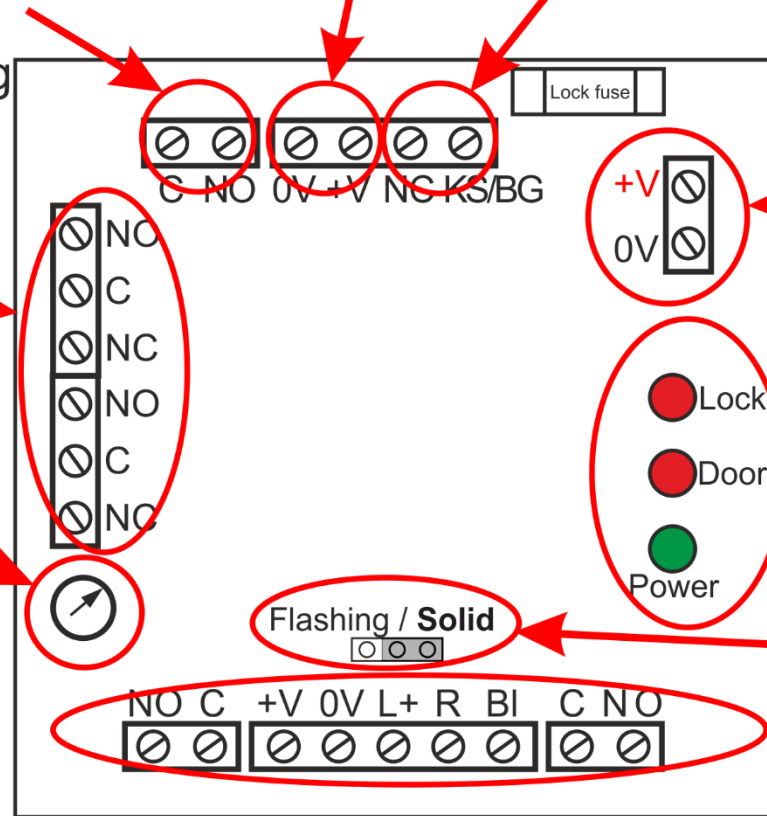 g
Lock fuse
C NO 0V +V NC KS/BG
+V
0V
NO
C
NC
NO
C
NC
Lock
Door
Power
Flashing / Solid
NO C +V 0V L+ R BI C NO